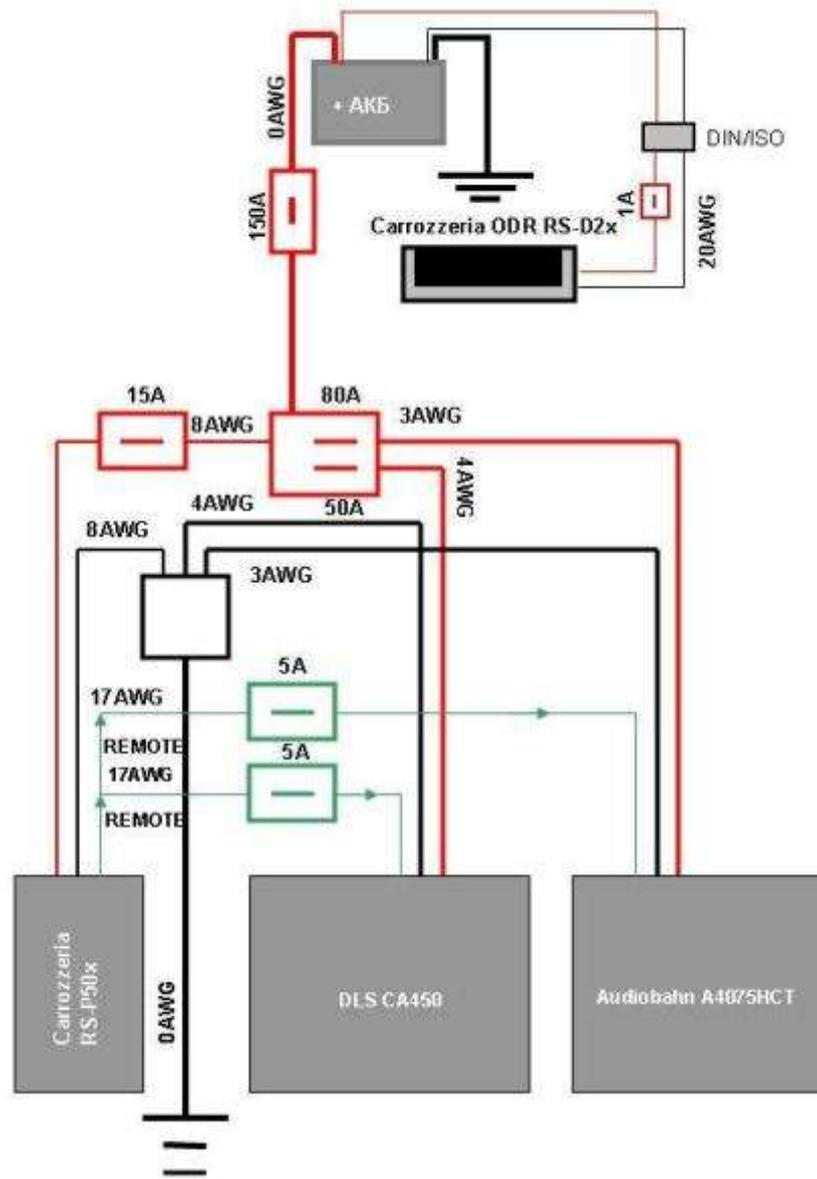 0AWG
+ АКБ
DIN/ISO
150A
1A
20AWG
Carrozzeria ODR RS-D2x
15A
80A
8AWG
3AWG
4AWG
4AWG
50A
8AWG
3AWG
5A
17AWG
REMOTE
5A
17AWG
REMOTE
0AWG
Carrozzeria
RS-P50x
DLS CA450
Audiobahn A4075HCT